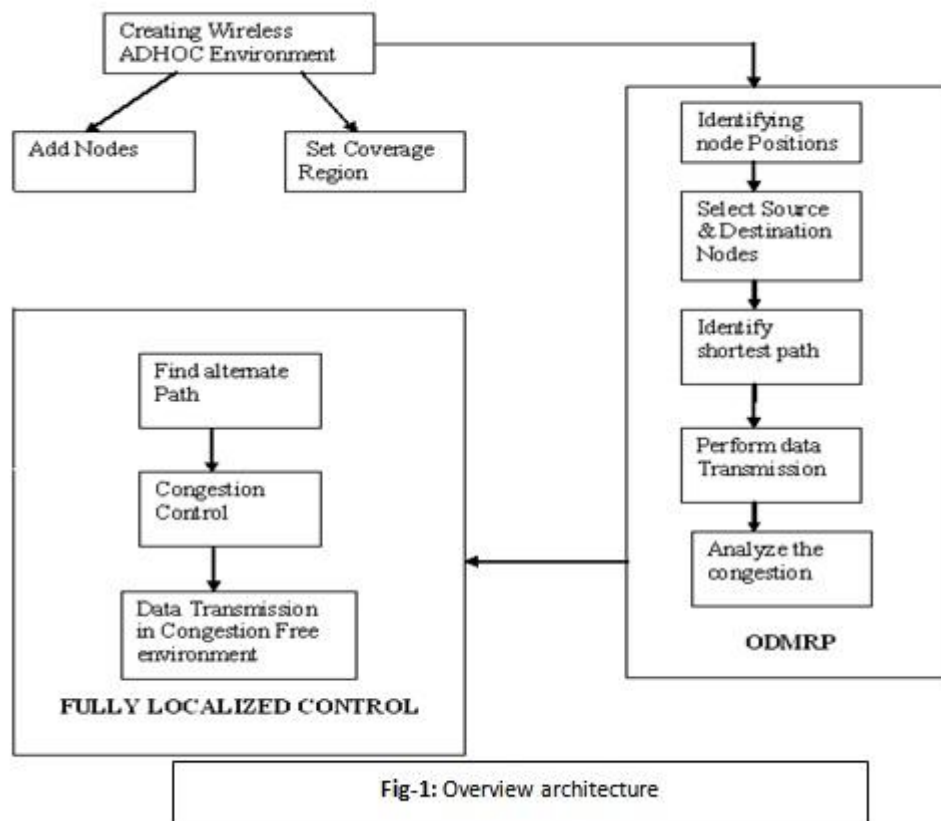 Creating Wireless
ADHOC Environment
Add Nodes
Set Coverage
Region
Identifying
node Positions
Select Source
& Destination
Nodes
Identify
shortest path
Perform data
Transmission
Analyze the
congestion
ODMRP
Find alternate
Path
Congestion
Control
Data Transmission
in Congestion Free
environment
FULLY LOCALIZED CONTROL
Fig-1: Overview architecture